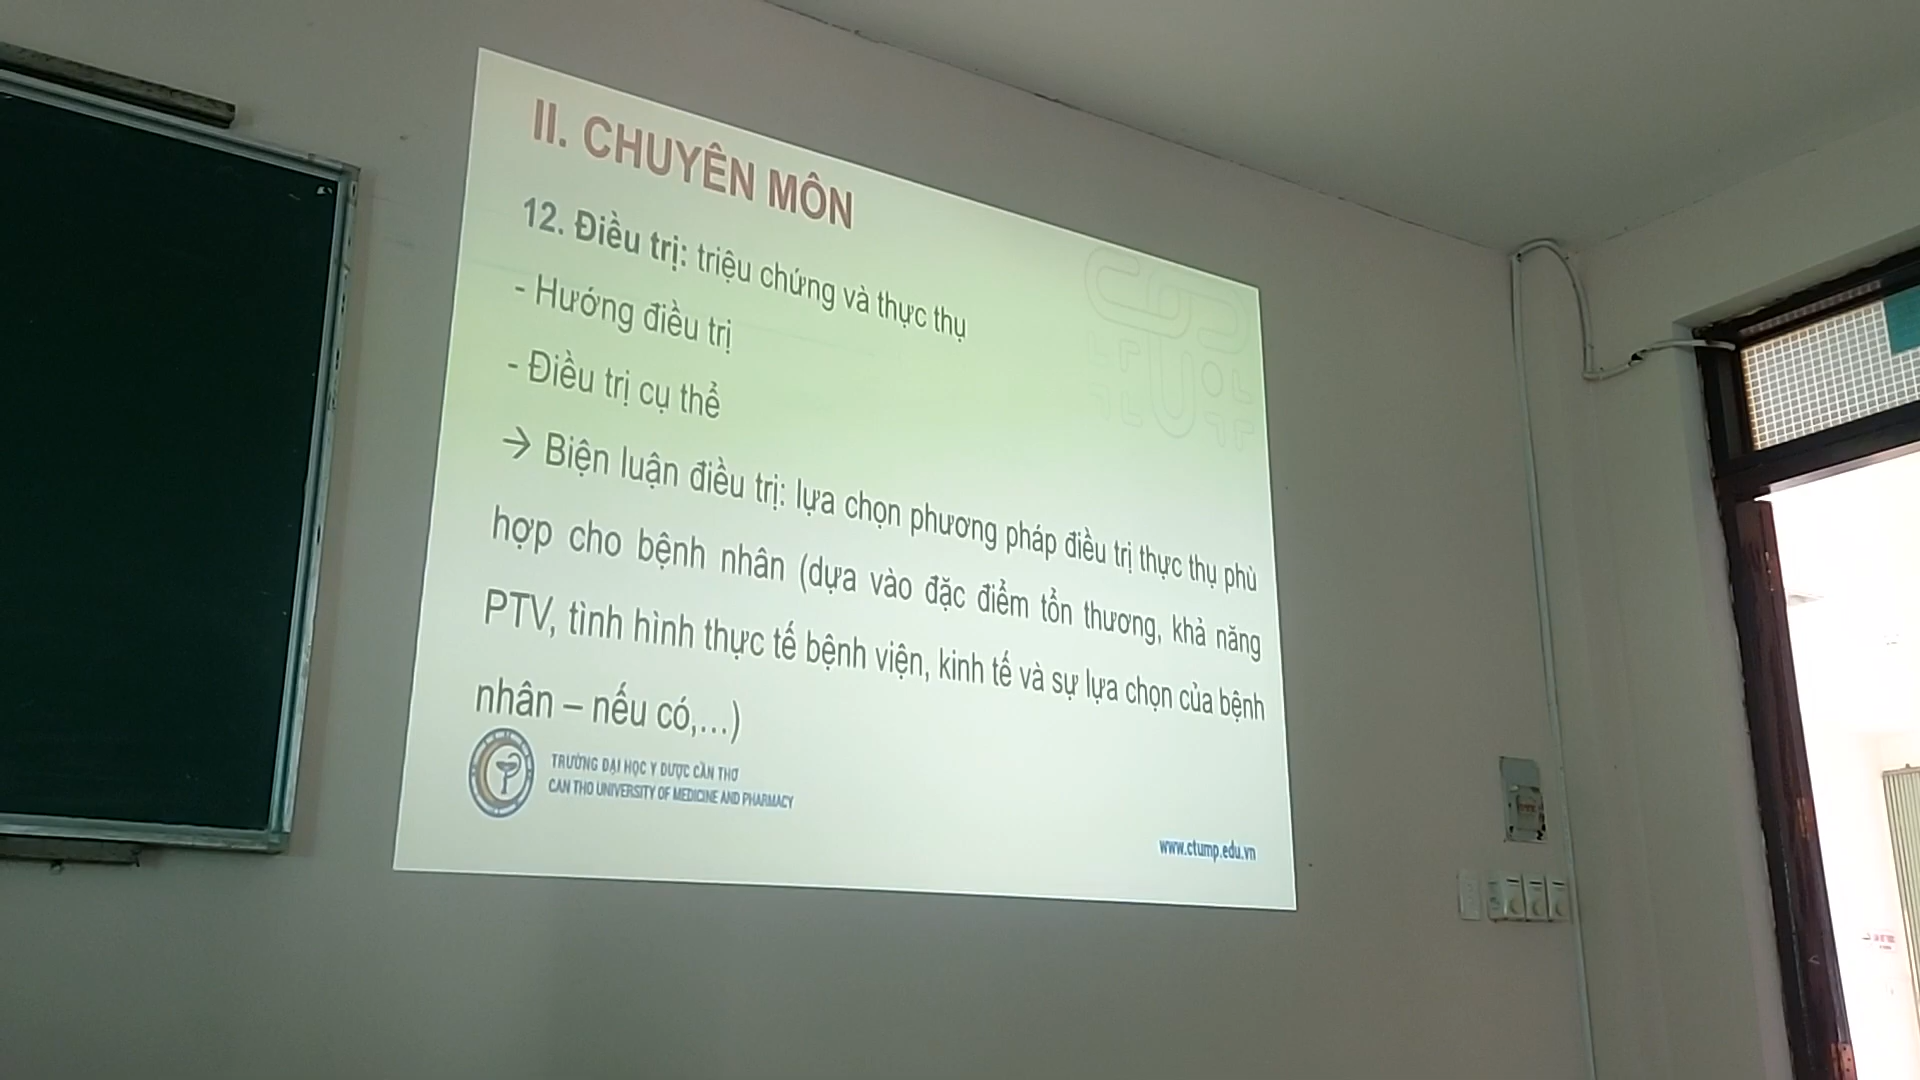 II. CHUYÊN MÔN
12. Điều trị: triệu chứng và thực thụ
- Hướng điều trị
- Điều trị cụ thể
→ Biện luận điều trị: lựa chọn phương pháp điều trị thực thụ phù
hợp cho bệnh nhân (dựa vào đặc điểm tổn thương, khả năng
PTV, tình hình thực tế bệnh viện, kinh tế và sự lựa chọn của bệnh
nhân – nếu có,...)
TRƯỜNG ĐẠI HỌC Y DƯỢC CẦN THƠ
CAN THO UNIVERSITY OF MEDICINE AND PHARMACY
www.ctump.edu.vn